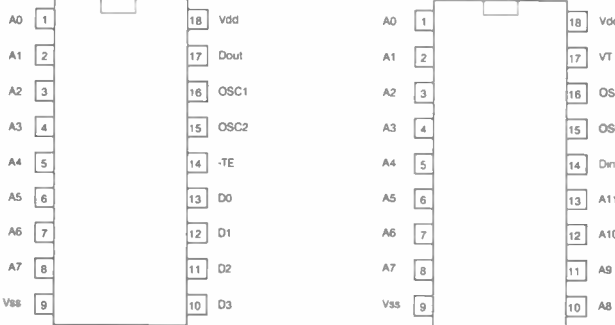 A0 1 18 Vdd
A1 2 17 Dout
A2 3 16 OSC1
A3 4 15 OSC2
A4 5 14 -TE
A5 6 13 D0
A6 7 12 D1
A7 8 11 D2
Vss 9 10 D3
A0 1 18 Vdd
A1 2 17 VT
A2 3 16 OS
A3 4 15 OS
A4 5 14 Din
A5 6 13 A11
A6 7 12 A10
A7 8 11 A9
Vss 9 10 A8